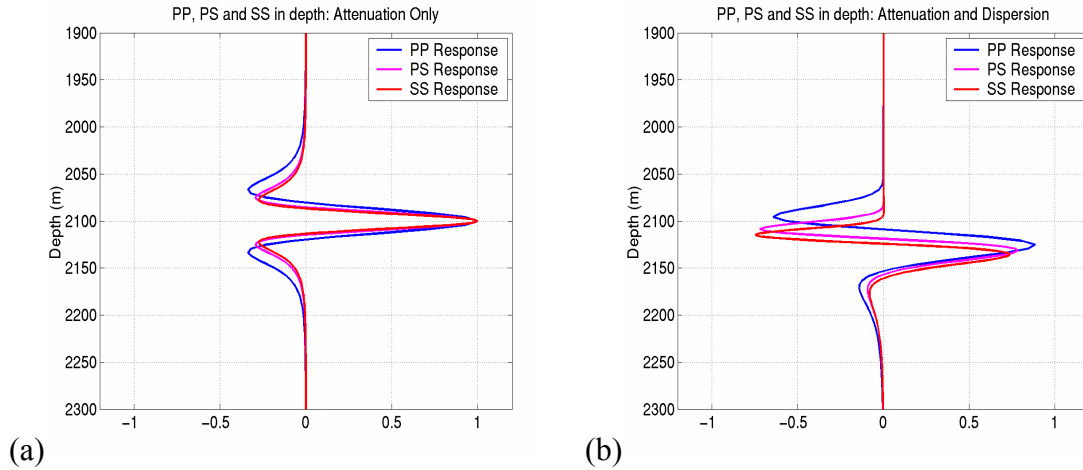 PP, PS and SS in depth: Attenuation Only
1900
1950
2000
2050
2100
2150
2200
2250
2300
Depth (m)
−1
−0.5
0
0.5
1
PP Response
PS Response
SS Response
(a)
PP, PS and SS in depth: Attenuation and Dispersion
1900
1950
2000
2050
2100
2150
2200
2250
2300
Depth (m)
−1
−0.5
0
0.5
1
PP Response
PS Response
SS Response
(b)